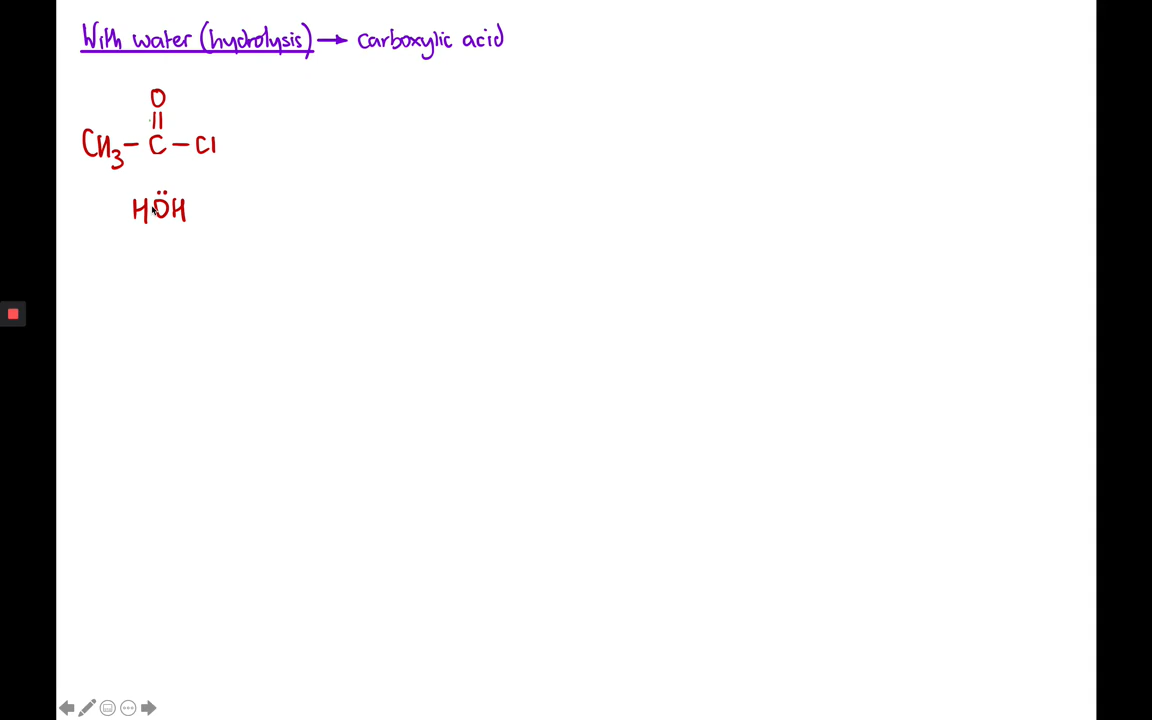 With water (hydrolysis) → carboxylic acid
O
||
CH₃ – C – Cl
HÖH